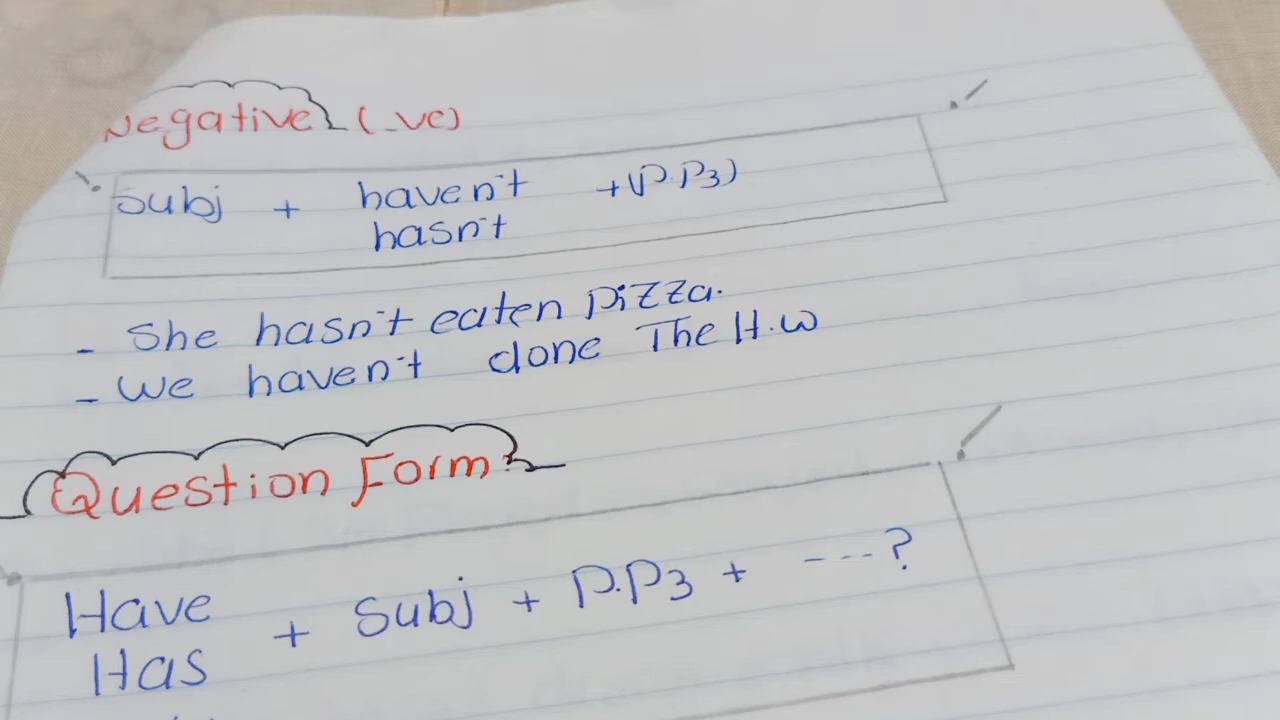 Negative (-ve)
Subj + haven't +(P.P3)
hasn't
- She hasn't eaten pizza.
- We haven't done The H.W
Question Form
Have
Has + Subj + P.P3 + ----?